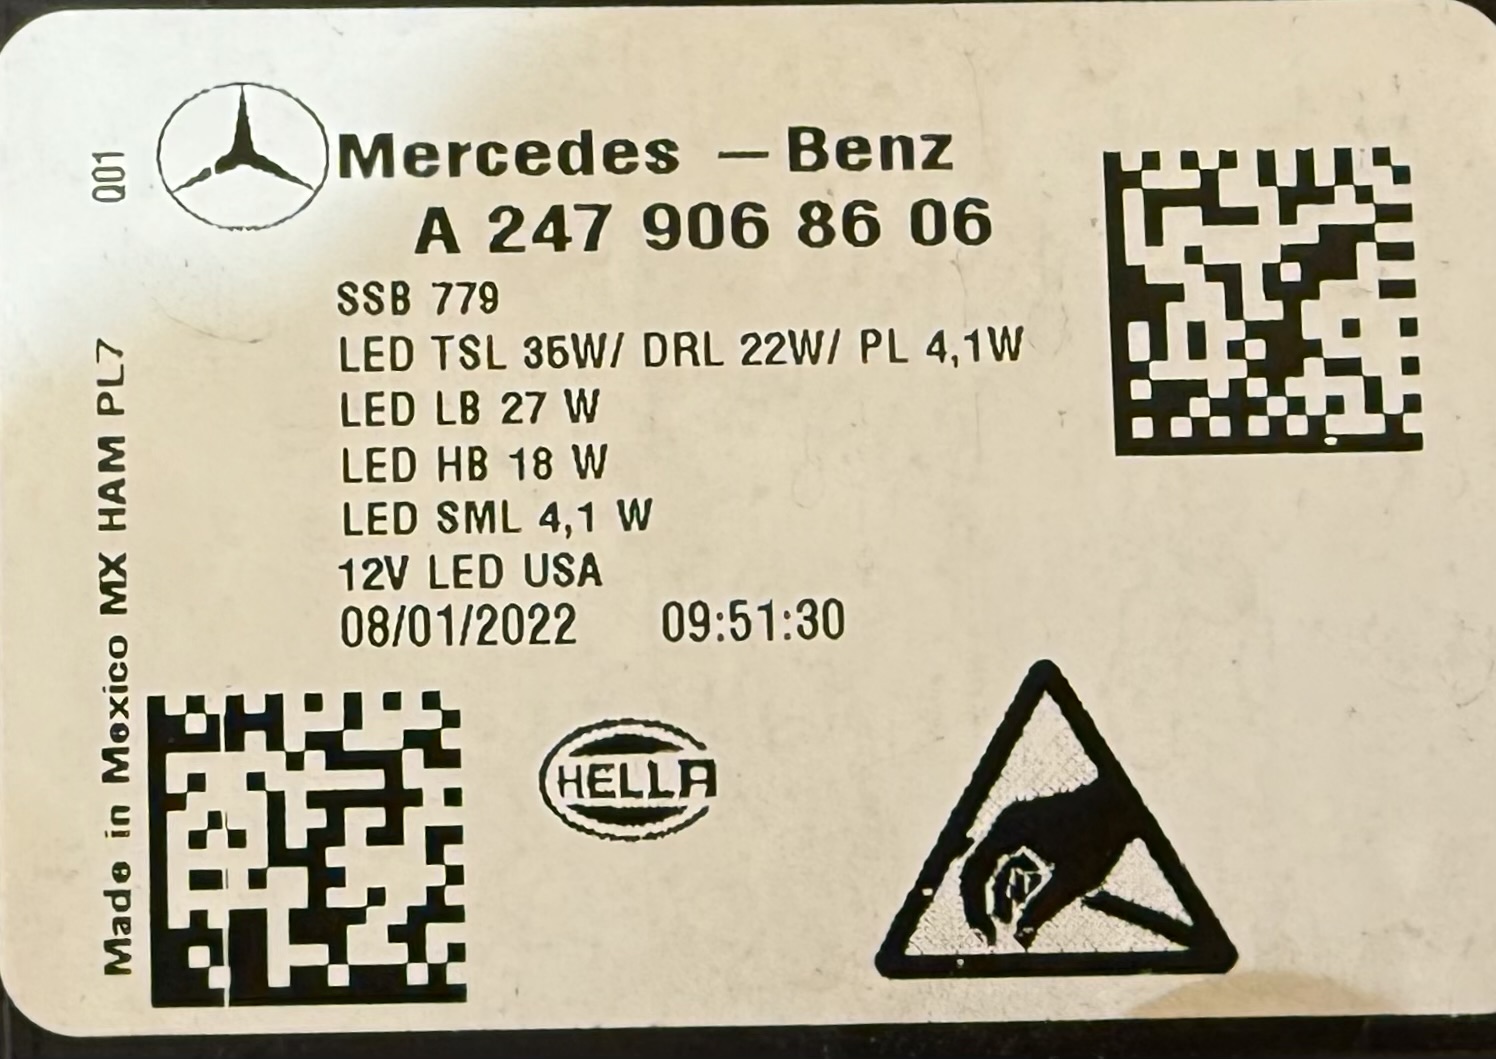 Mercedes – Benz
A 247 906 86 06
SSB 779
LED TSL 35W/ DRL 22W/ PL 4,1W
LED LB 27 W
LED HB 18 W
LED SML 4,1 W
12V LED USA
08/01/2022 09:51:30
HELLA
Made in Mexico MX HAM PL7 Q01